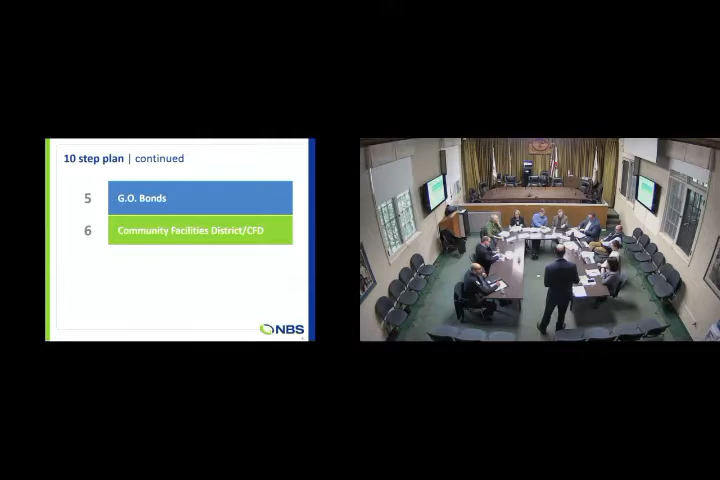 10 step plan | continued
5 G.O. Bonds
6 Community Facilities District/CFD
NBS